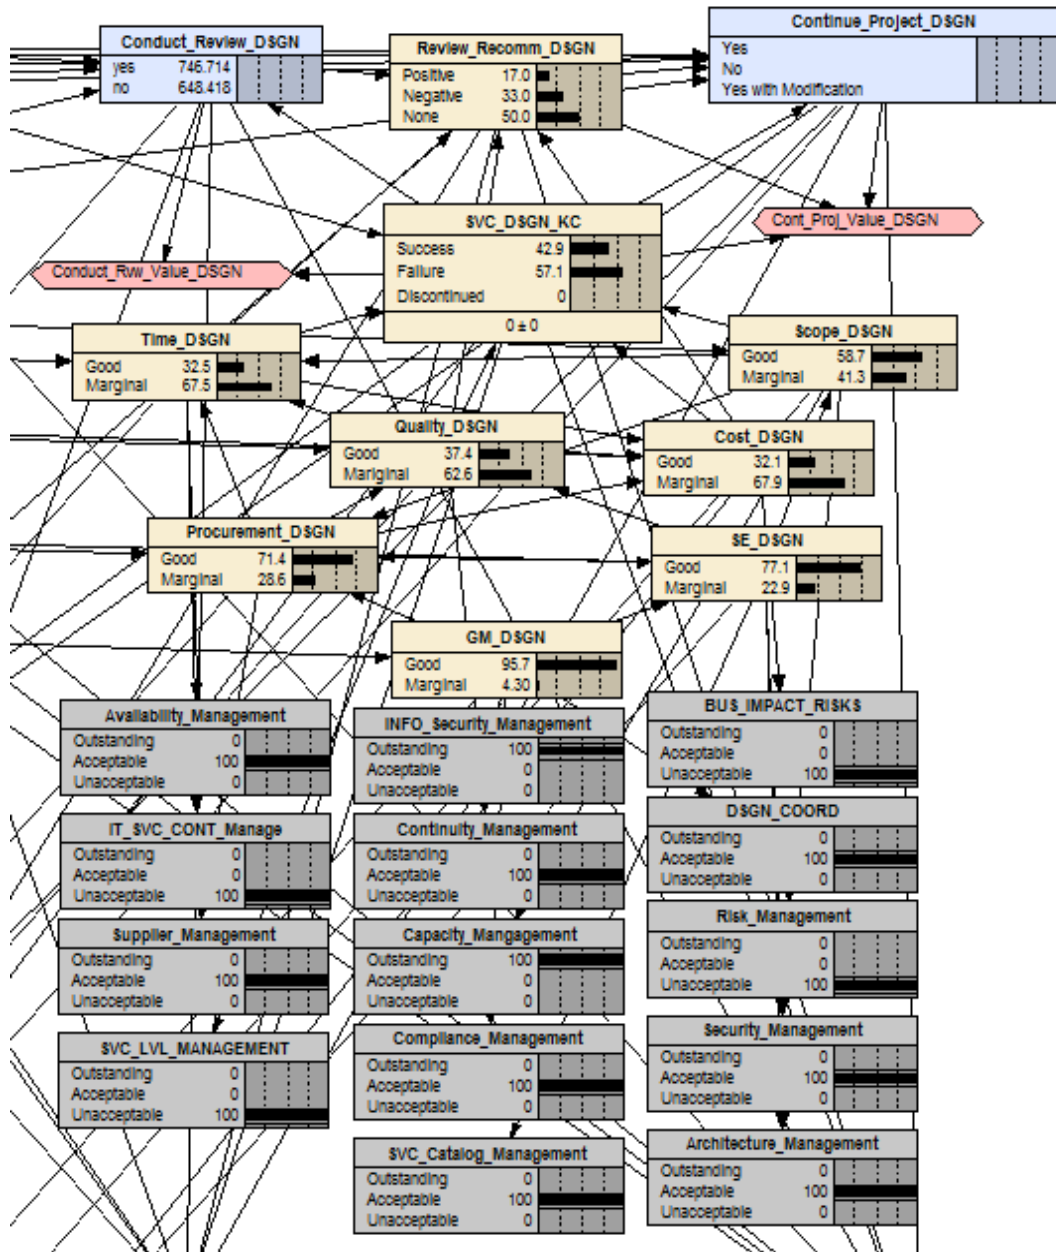 Conduct_Review_DSGN
yes 746.714
no 648.418
Review_Recomm_DSGN
Positive 17.0
Negative 33.0
None 50.0
Continue_Project_DSGN
Yes
No
Yes with Modification
SVC_DSGN_KC
Success 42.9
Failure 57.1
Discontinued 0
0 ± 0
Cont_Proj_Value_DSGN
Conduct_Rvw_Value_DSGN
Time_DSGN
Good 32.5
Marginal 67.5
Scope_DSGN
Good 58.7
Marginal 41.3
Quality_DSGN
Good 37.4
Mariginal 62.6
Cost_DSGN
Good 32.1
Marginal 67.9
Procurement_DSGN
Good 71.4
Marginal 28.6
SE_DSGN
Good 77.1
Marginal 22.9
GM_DSGN
Good 95.7
Marginal 4.30
Availability_Management
Outstanding 0
Acceptable 100
Unacceptable 0
INFO_Security_Management
Outstanding 100
Acceptable 0
Unacceptable 0
BUS_IMPACT_RISKS
Outstanding 0
Acceptable 0
Unacceptable 100
IT_SVC_CONT_Manage
Outstanding 0
Acceptable 0
Unacceptable 100
Continuity_Management
Outstanding 0
Acceptable 100
Unacceptable 0
DSGN_COORD
Outstanding 0
Acceptable 100
Unacceptable 0
Supplier_Management
Outstanding 0
Acceptable 100
Unacceptable 0
Capacity_Mangagement
Outstanding 100
Acceptable 0
Unacceptable 0
Risk_Management
Outstanding 0
Acceptable 0
Unacceptable 100
SVC_LVL_MANAGEMENT
Outstanding 0
Acceptable 0
Unacceptable 100
Compliance_Management
Outstanding 0
Acceptable 100
Unacceptable 0
Security_Management
Outstanding 0
Acceptable 100
Unacceptable 0
SVC_Catalog_Management
Outstanding 0
Acceptable 100
Unacceptable 0
Architecture_Management
Outstanding 0
Acceptable 100
Unacceptable 0